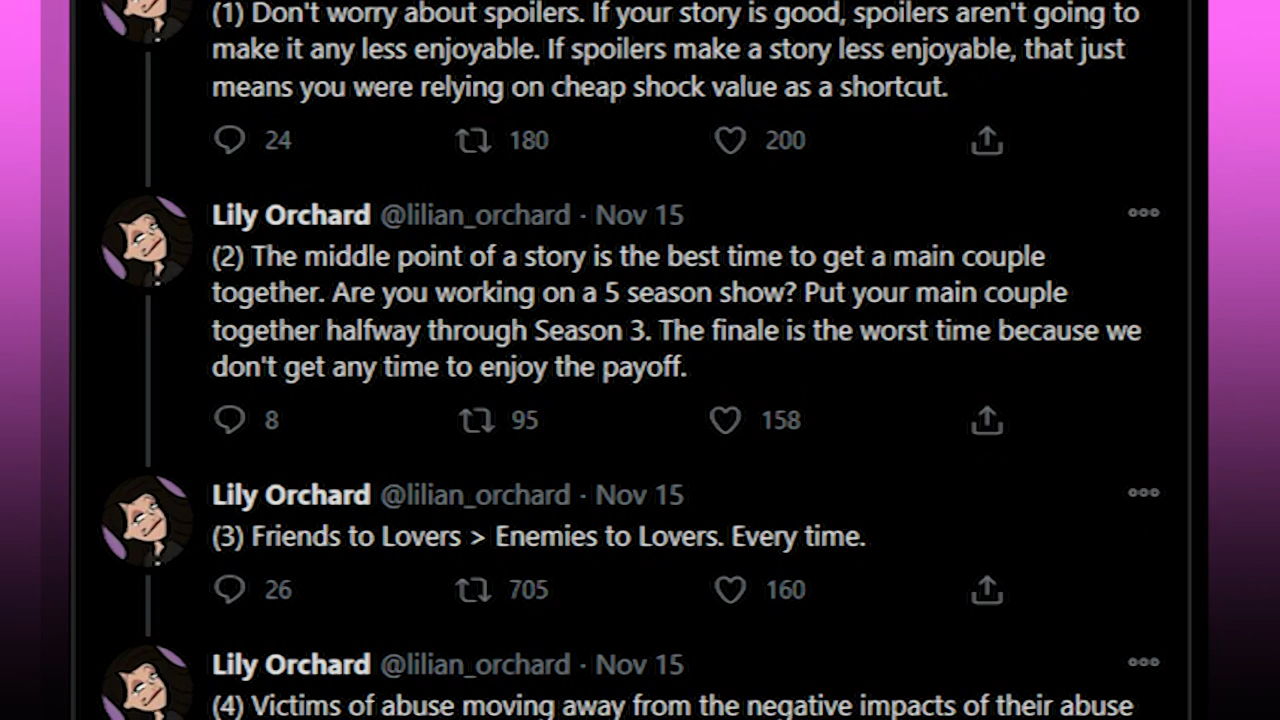 (1) Don't worry about spoilers. If your story is good, spoilers aren't going to
make it any less enjoyable. If spoilers make a story less enjoyable, that just
means you were relying on cheap shock value as a shortcut.
24 180 200
Lily Orchard @lilian_orchard · Nov 15
(2) The middle point of a story is the best time to get a main couple
together. Are you working on a 5 season show? Put your main couple
together halfway through Season 3. The finale is the worst time because we
don't get any time to enjoy the payoff.
8 95 158
Lily Orchard @lilian_orchard · Nov 15
(3) Friends to Lovers > Enemies to Lovers. Every time.
26 705 160
Lily Orchard @lilian_orchard · Nov 15
(4) Victims of abuse moving away from the negative impacts of their abuse